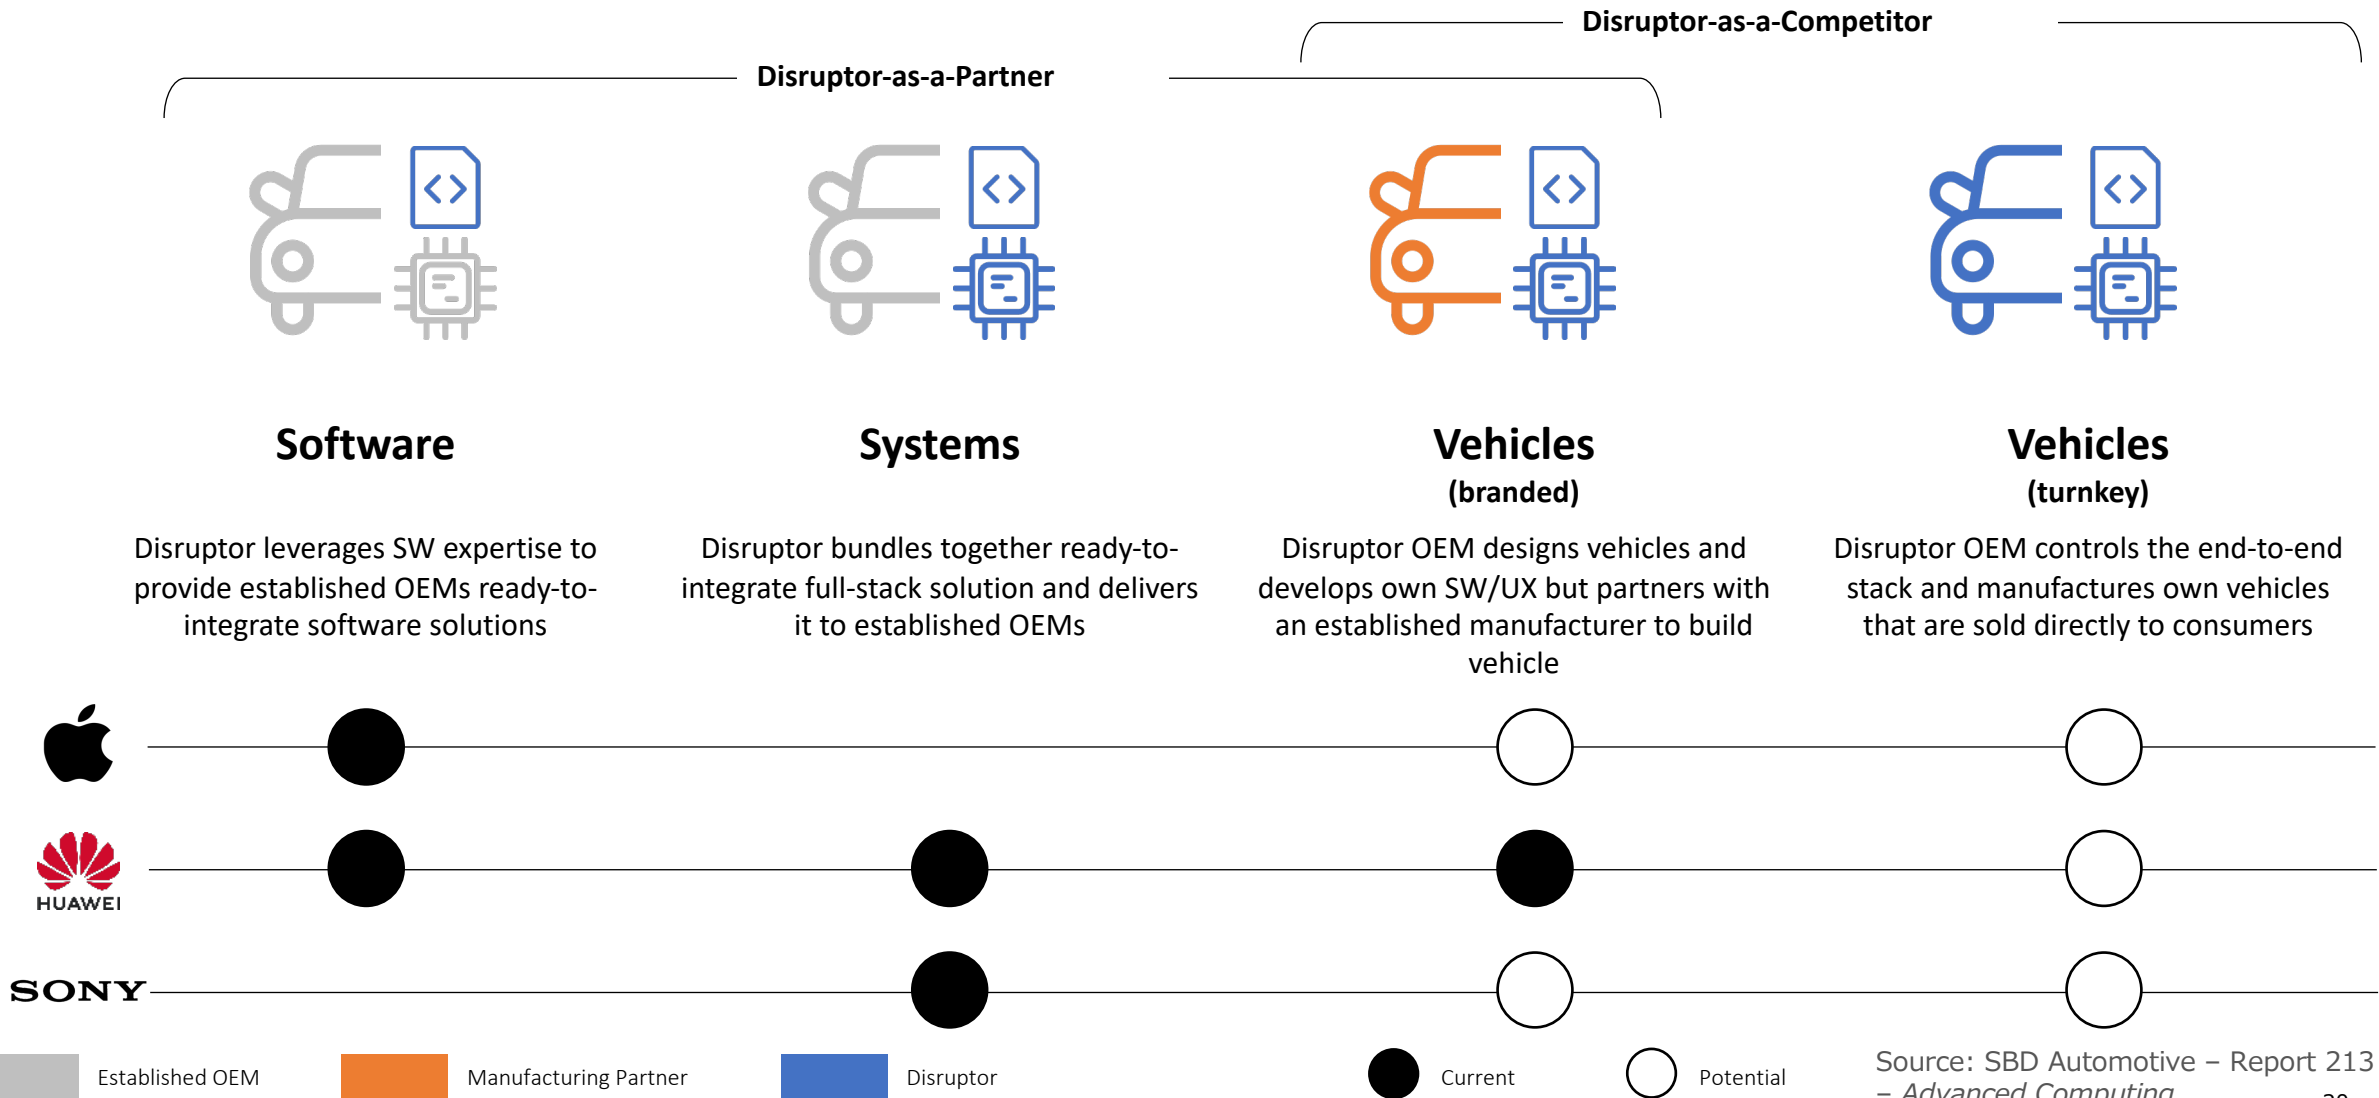 Disruptor-as-a-Competitor
Disruptor-as-a-Partner
Software
Disruptor leverages SW expertise to
provide established OEMs ready-to-
integrate software solutions
Systems
Disruptor bundles together ready-to-
integrate full-stack solution and delivers
it to established OEMs
Vehicles
(branded)
Disruptor OEM designs vehicles and
develops own SW/UX but partners with
an established manufacturer to build
vehicle
Vehicles
(turnkey)
Disruptor OEM controls the end-to-end
stack and manufactures own vehicles
that are sold directly to consumers
HUAWEI
SONY
Established OEM
Manufacturing Partner
Disruptor
Current
Potential
Source: SBD Automotive – Report 213
– Advanced Computing